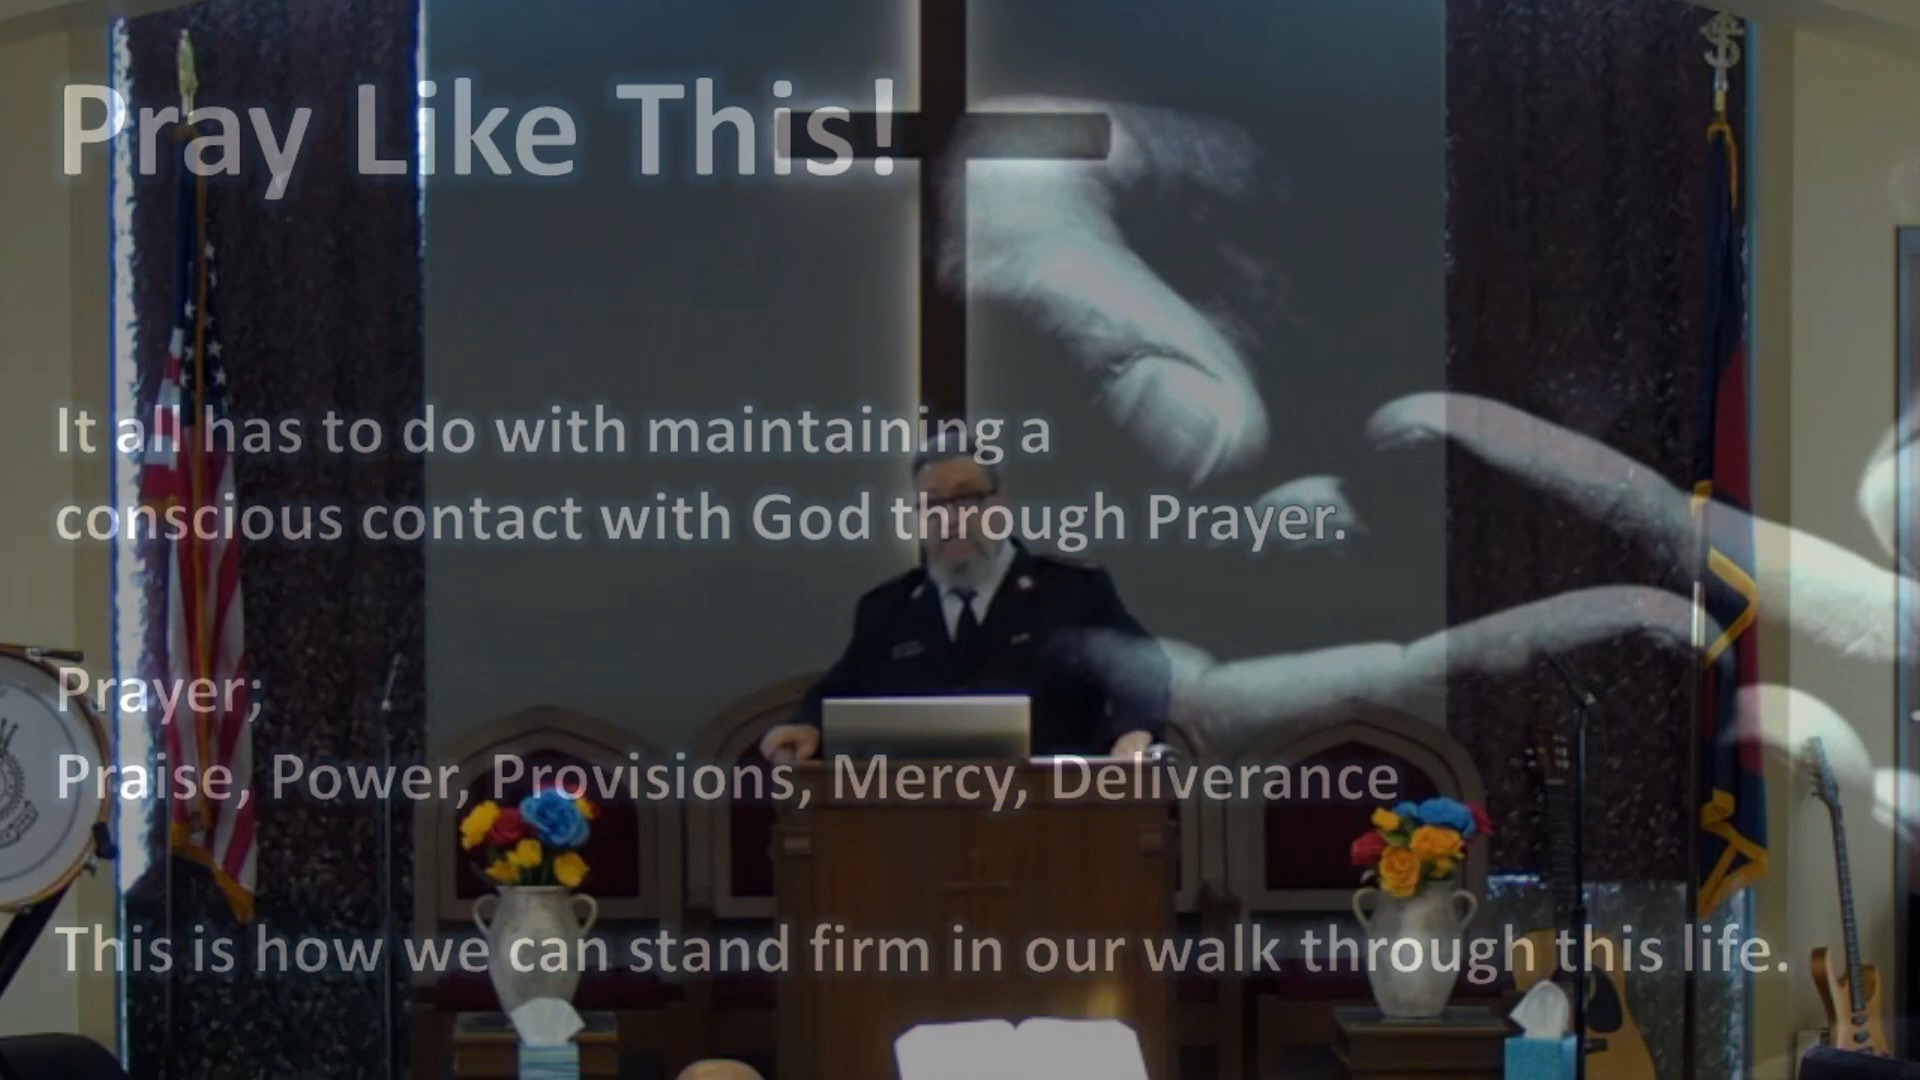 Pray Like This!
It all has to do with maintaining a
conscious contact with God through Prayer.
Prayer;
Praise, Power, Provisions, Mercy, Deliverance
This is how we can stand firm in our walk through this life.